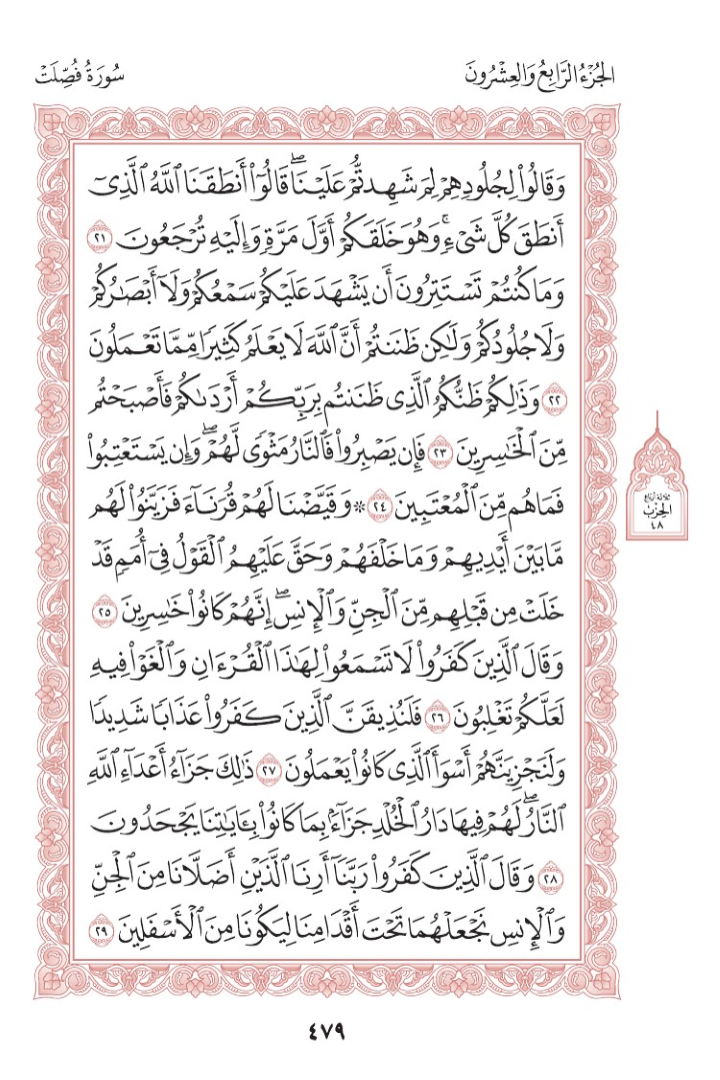 الجُزْءُ الرَّابِعُ وَالعِشْرُونَ
سُورَةُ فُصِّلَتْ
وَقَالُوا۟ لِجُلُودِهِمْ لِمَ شَهِدتُّمْ عَلَيْنَا ۖ قَالُوٓا۟ أَنطَقَنَا ٱللَّهُ ٱلَّذِىٓ
أَنطَقَ كُلَّ شَىْءٍۢ وَهُوَ خَلَقَكُمْ أَوَّلَ مَرَّةٍۢ وَإِلَيْهِ تُرْجَعُونَ ٢١
وَمَا كُنتُمْ تَسْتَتِرُونَ أَن يَشْهَدَ عَلَيْكُمْ سَمْعُكُمْ وَلَآ أَبْصَـٰرُكُمْ
وَلَا جُلُودُكُمْ وَلَـٰكِن ظَنَنتُمْ أَنَّ ٱللَّهَ لَا يَعْلَمُ كَثِيرًۭا مِّمَّا تَعْمَلُونَ
٢٢ وَذَٰلِكُمْ ظَنُّكُمُ ٱلَّذِى ظَنَنتُم بِرَبِّكُمْ أَرْدَىٰكُمْ فَأَصْبَحْتُم
مِّنَ ٱلْخَـٰسِرِينَ ٢٣ فَإِن يَصْبِرُوا۟ فَٱلنَّارُ مَثْوًۭى لَّهُمْ ۖ وَإِن يَسْتَعْتِبُوا۟
فَمَا هُم مِّنَ ٱلْمُعْتَبِينَ ٢٤ ۞ وَقَيَّضْنَا لَهُمْ قُرَنَآءَ فَزَيَّنُوا۟ لَهُم
مَّا بَيْنَ أَيْدِيهِمْ وَمَا خَلْفَهُمْ وَحَقَّ عَلَيْهِمُ ٱلْقَوْلُ فِىٓ أُمَمٍۢ قَدْ
خَلَتْ مِن قَبْلِهِم مِّنَ ٱلْجِنِّ وَٱلْإِنسِ ۖ إِنَّهُمْ كَانُوا۟ خَـٰسِرِينَ ٢٥
وَقَالَ ٱلَّذِينَ كَفَرُوا۟ لَا تَسْمَعُوا۟ لِهَـٰذَا ٱلْقُرْءَانِ وَٱلْغَوْا۟ فِيهِ
لَعَلَّكُمْ تَغْلِبُونَ ٢٦ فَلَنُذِيقَنَّ ٱلَّذِينَ كَفَرُوا۟ عَذَابًۭا شَدِيدًۭا
وَلَنَجْزِيَنَّهُمْ أَسْوَأَ ٱلَّذِى كَانُوا۟ يَعْمَلُونَ ٢٧ ذَٰلِكَ جَزَآءُ أَعْدَآءِ ٱللَّهِ
ٱلنَّارُ ۖ لَهُمْ فِيهَا دَارُ ٱلْخُلْدِ ۖ جَزَآءًۢ بِمَا كَانُوا۟ بِـَٔايَـٰتِنَا يَجْحَدُونَ
٢٨ وَقَالَ ٱلَّذِينَ كَفَرُوا۟ رَبَّنَآ أَرِنَا ٱلَّذَيْنِ أَضَلَّانَا مِنَ ٱلْجِنِّ
وَٱلْإِنسِ نَجْعَلْهُمَا تَحْتَ أَقْدَامِنَا لِيَكُونَا مِنَ ٱلْأَسْفَلِينَ ٢٩
ثلاثة أرباع
الحِزْب
٤٨
٤٧٩